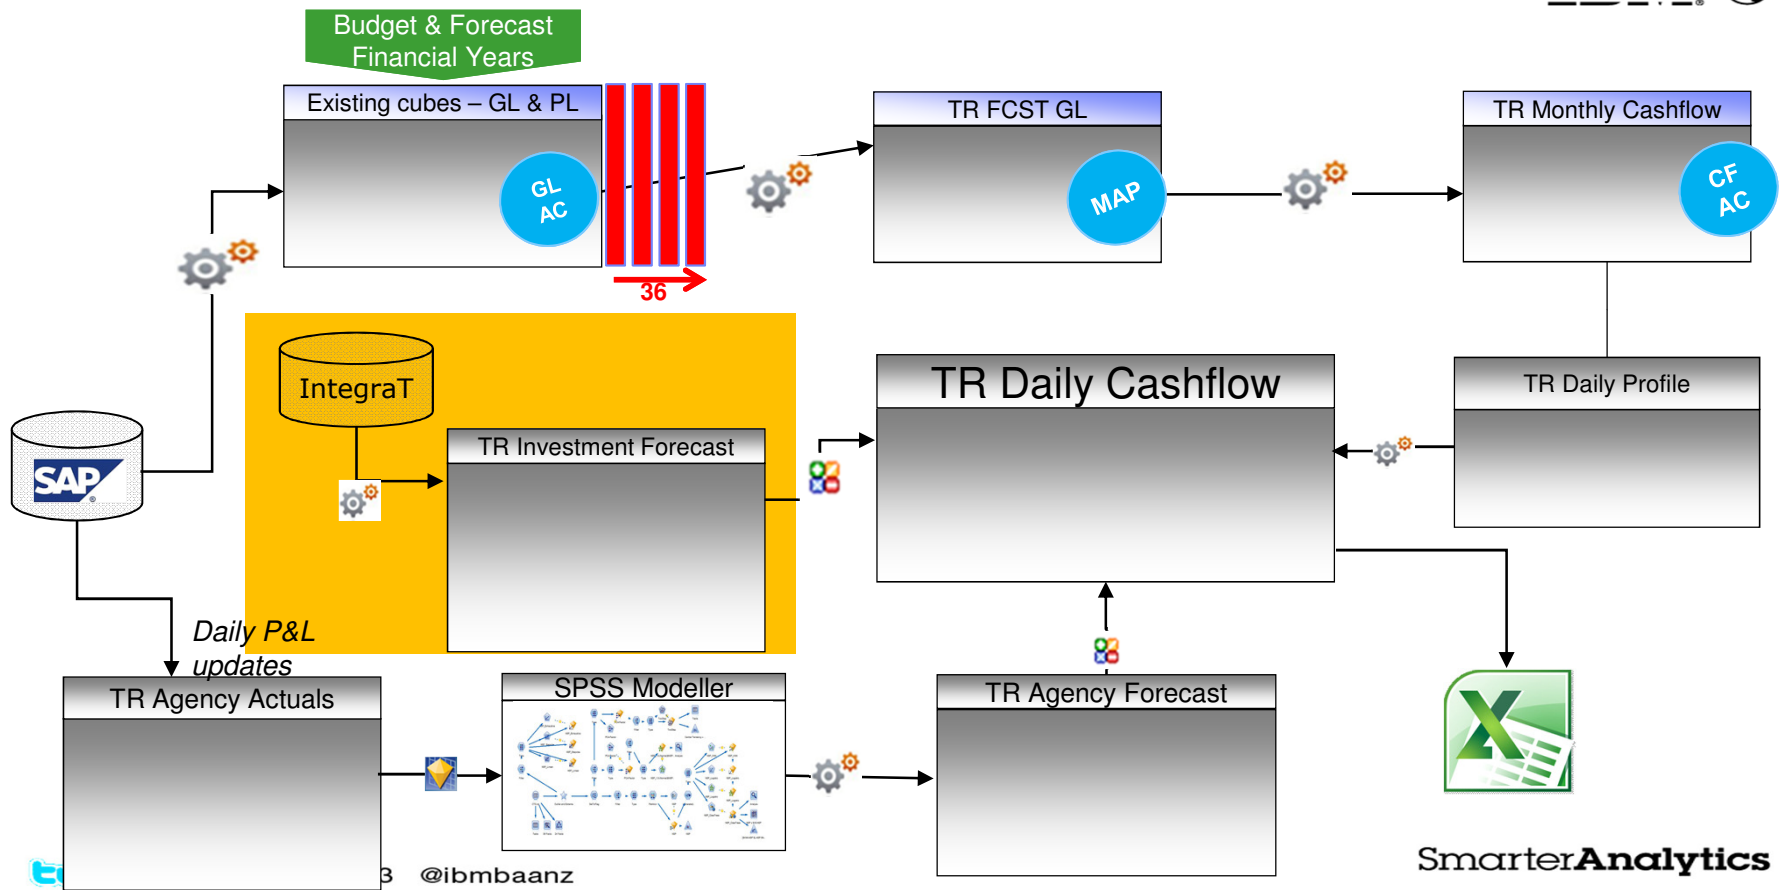 Budget & Forecast
Financial Years
Existing cubes – GL & PL
TR FCST GL
TR Monthly Cashflow
GL
AC
MAP
CF
AC
36
IntegraT
TR Daily Cashflow
TR Daily Profile
TR Investment Forecast
SAP
®
Daily P&L
updates
TR Agency Actuals
SPSS Modeller
TR Agency Forecast
3 @ibmbaanz
SmarterAnalytics